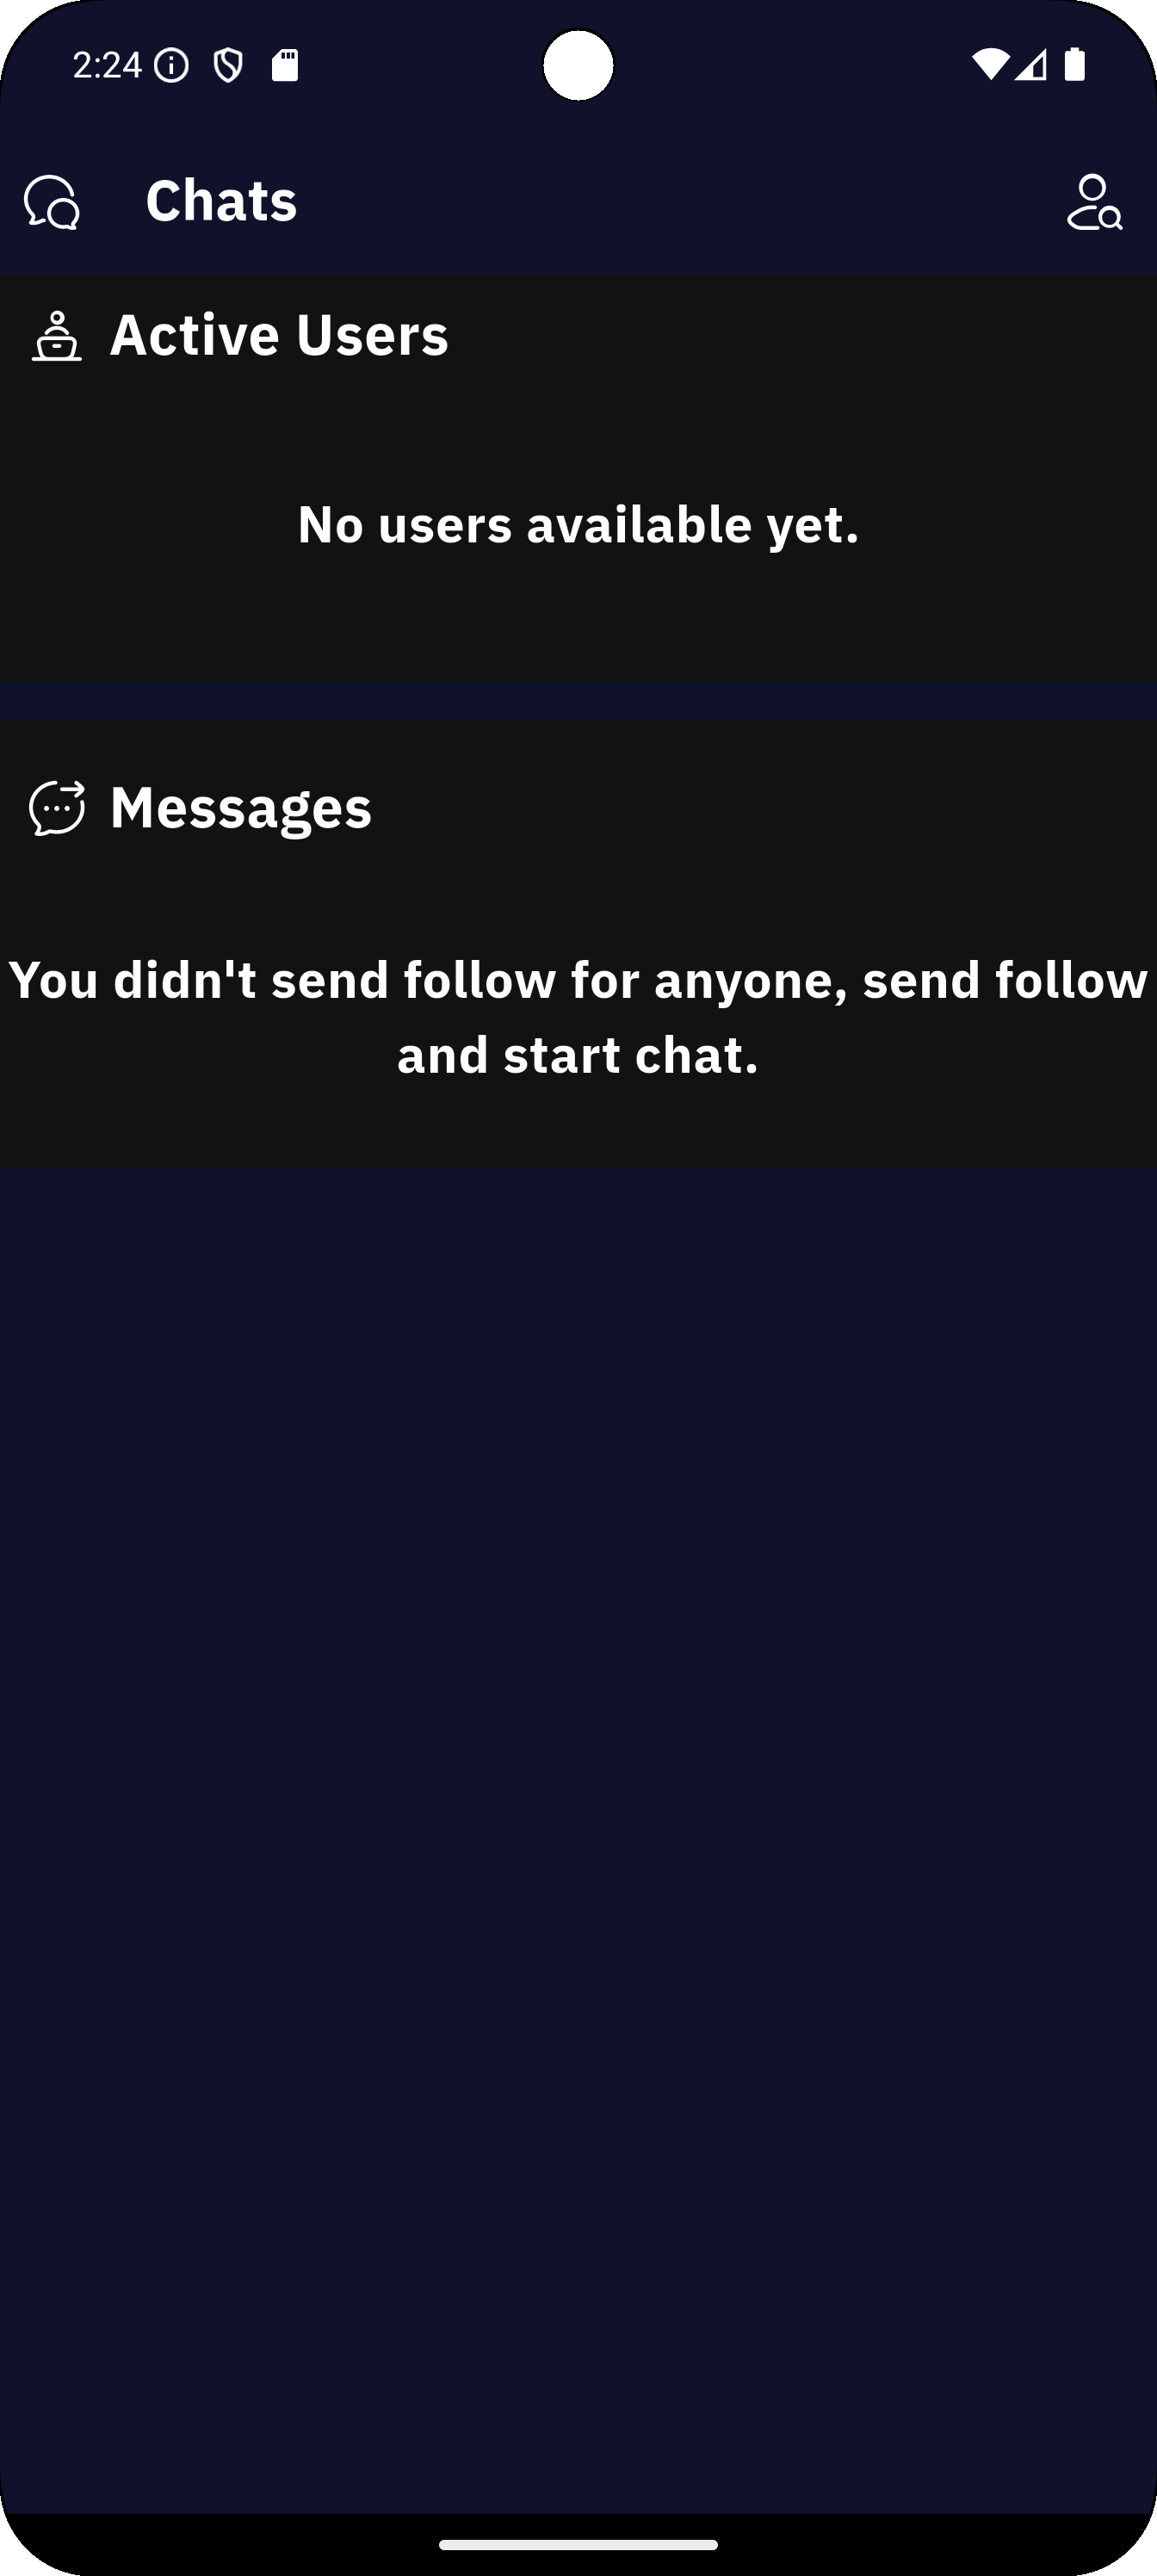 2:24
Chats
Active Users
No users available yet.
Messages
You didn't send follow for anyone, send follow
and start chat.